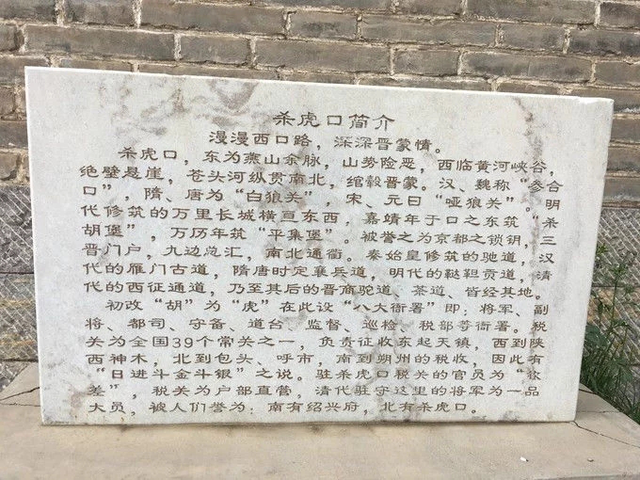 杀虎口简介
漫漫西口路，深深晋蒙情。
杀虎口，东为燕山余脉，山势险恶，西临黄河峡谷，
绝壁悬崖，苍头河纵贯南北，绾毂晋蒙。汉、魏称“参合
口”，隋、唐为“白狼关”，宋、元曰“哑狼关”。明
代修筑的万里长城横亘东西，嘉靖年于口之东筑“杀
胡堡”，万历年筑“平集堡”。被誉之为京都之锁钥，三
晋门户，九边总汇，南北通衢。秦始皇修筑的驰道，汉
代的雁门古道，隋唐时定襄兵道，明代的鞑靼贡道，清
代的西征通道，乃至其后的晋商驼道、茶道、皆经其地。
初改“胡”为“虎”在此设“八大衙署”即：将军、副
将、都司、守备、道台、监督、巡检、税部等衙署。税
关为全国39个常关之一，负责征收东起天镇，西到陕
西神木，北到包头、呼市，南到朔州的税收，因此有
“日进斗金斗银”之说。驻杀虎口税关的官员为“钦
差”，税关为户部直管，清代驻守这里的将军为一品
大员，被人们誉为：南有绍兴府，北有杀虎口。